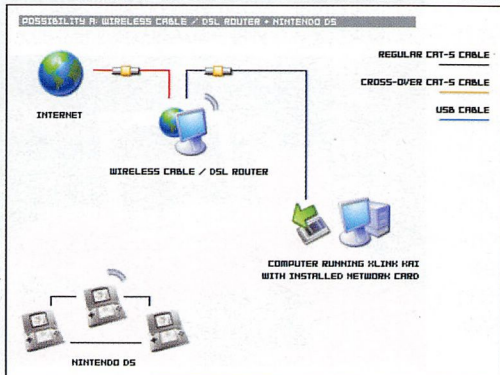 POSSIBILITY A: WIRELESS CABLE / DSL ROUTER + NINTENDO DS
REGULAR CAT-5 CABLE
CROSS-OVER CAT-5 CABLE
USB CABLE
INTERNET
WIRELESS CABLE / DSL ROUTER
COMPUTER RUNNING XLINK KAI
WITH INSTALLED NETWORK CARD
NINTENDO DS